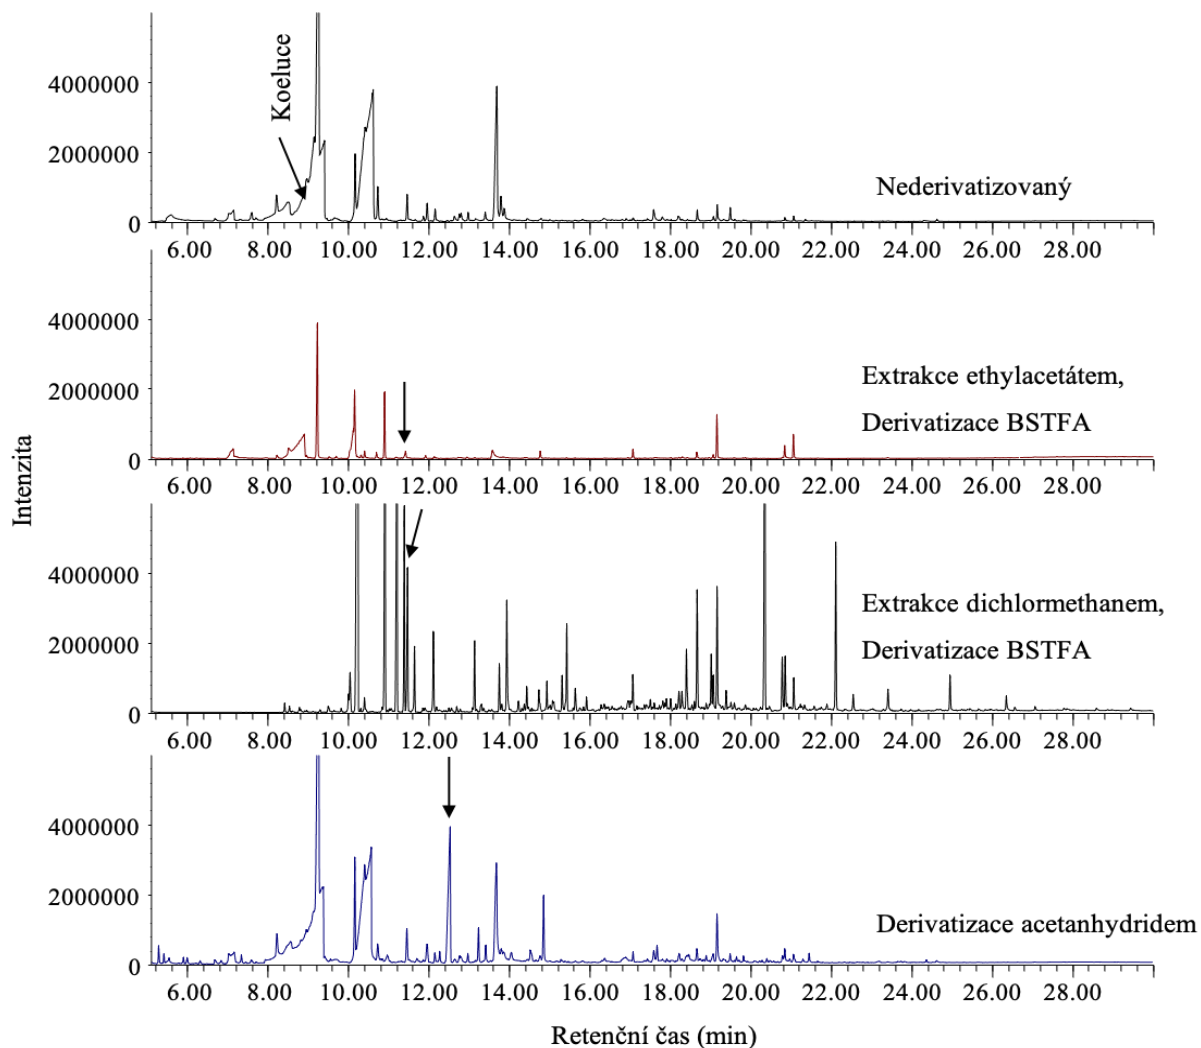 Koeluce
4000000
2000000
0
Nederivatizovaný
6.00 8.00 10.00 12.00 14.00 16.00 18.00 20.00 22.00 24.00 26.00 28.00
4000000
2000000
0
Extrakce ethylacetátem,
Derivatizace BSTFA
6.00 8.00 10.00 12.00 14.00 16.00 18.00 20.00 22.00 24.00 26.00 28.00
Intenzita
4000000
2000000
0
Extrakce dichlormethanem,
Derivatizace BSTFA
6.00 8.00 10.00 12.00 14.00 16.00 18.00 20.00 22.00 24.00 26.00 28.00
4000000
2000000
0
Derivatizace acetanhydridem
6.00 8.00 10.00 12.00 14.00 16.00 18.00 20.00 22.00 24.00 26.00 28.00
Retenční čas (min)